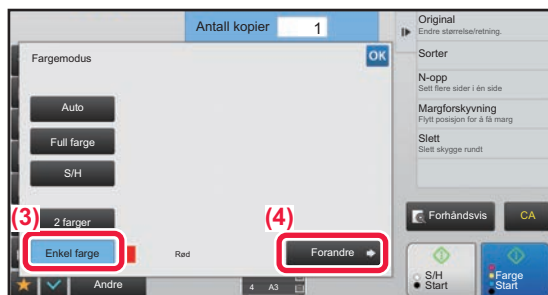 Antall kopier 1
Fargemodus
OK
Auto
Full farge
S/H
(3)
2 farger
Enkel farge
Rød
(4)
Forandre
Andre
4 A3
Original
Endre størrelse/retning.
Sorter
N-opp
Sett flere sider i én side
Margforskyvning
Flytt posisjon for å få marg
Slett
Slett skygge rundt
Forhåndsvis
CA
S/H
Start
Farge
Start